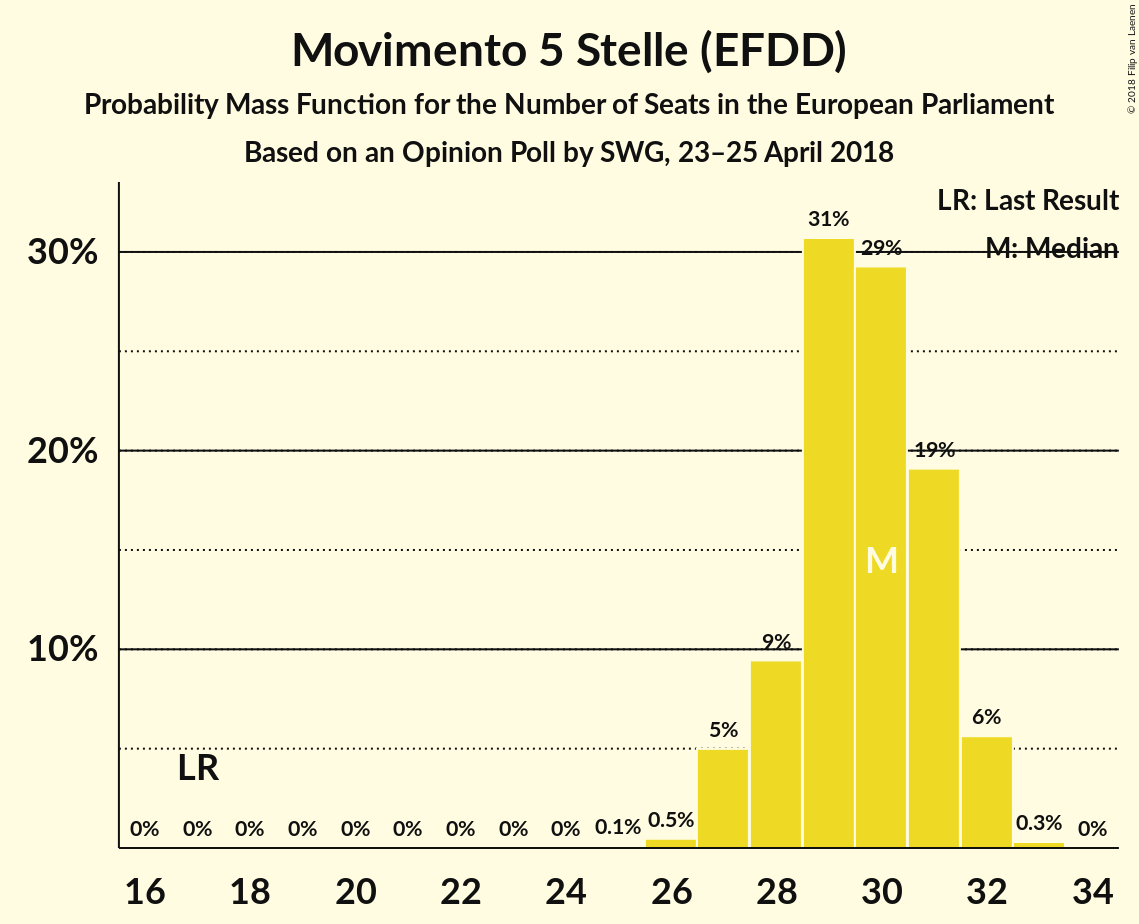 Movimento 5 Stelle (EFDD)
Probability Mass Function for the Number of Seats in the European Parliament
Based on an Opinion Poll by SWG, 23–25 April 2018
© 2018 Filip van Laenen
LR: Last Result
M: Median
30%
20%
10%
31%
29%
19%
M
9%
5%
6%
LR
0% 0% 0% 0% 0% 0% 0% 0% 0% 0.1% 0.5% 0.3% 0%
16 18 20 22 24 26 28 30 32 34